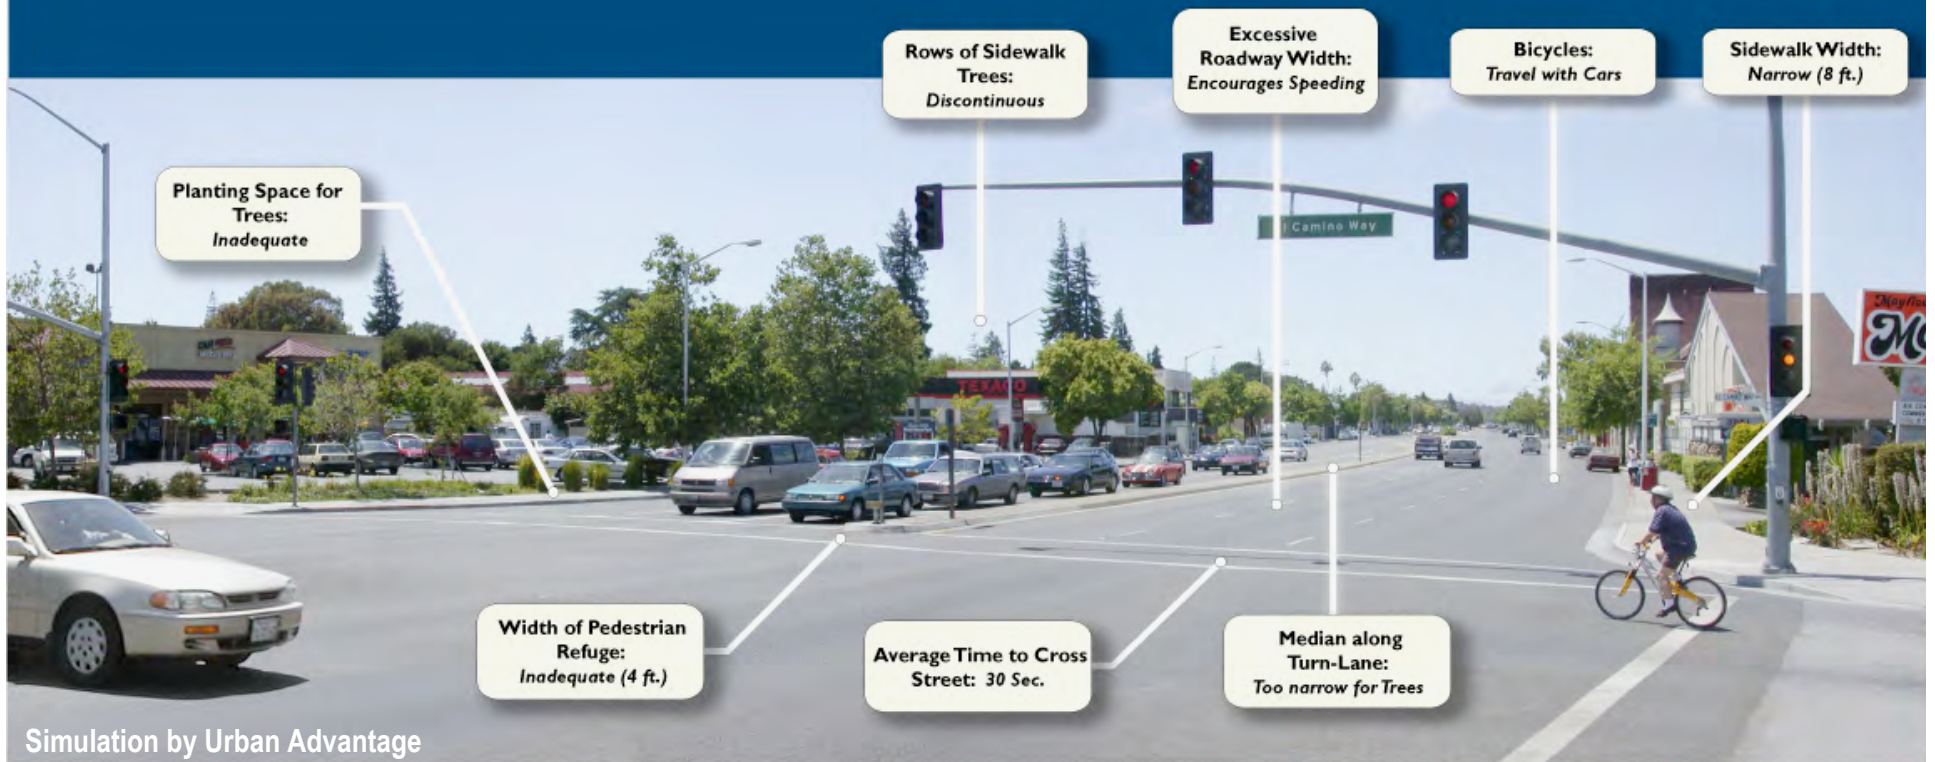 Rows of Sidewalk
Trees:
Discontinuous
Excessive
Roadway Width:
Encourages Speeding
Bicycles:
Travel with Cars
Sidewalk Width:
Narrow (8 ft.)
Planting Space for
Trees:
Inadequate
l Camino Way
TEXACO
Width of Pedestrian
Refuge:
Inadequate (4 ft.)
Average Time to Cross
Street: 30 Sec.
Median along
Turn-Lane:
Too narrow for Trees
Simulation by Urban Advantage